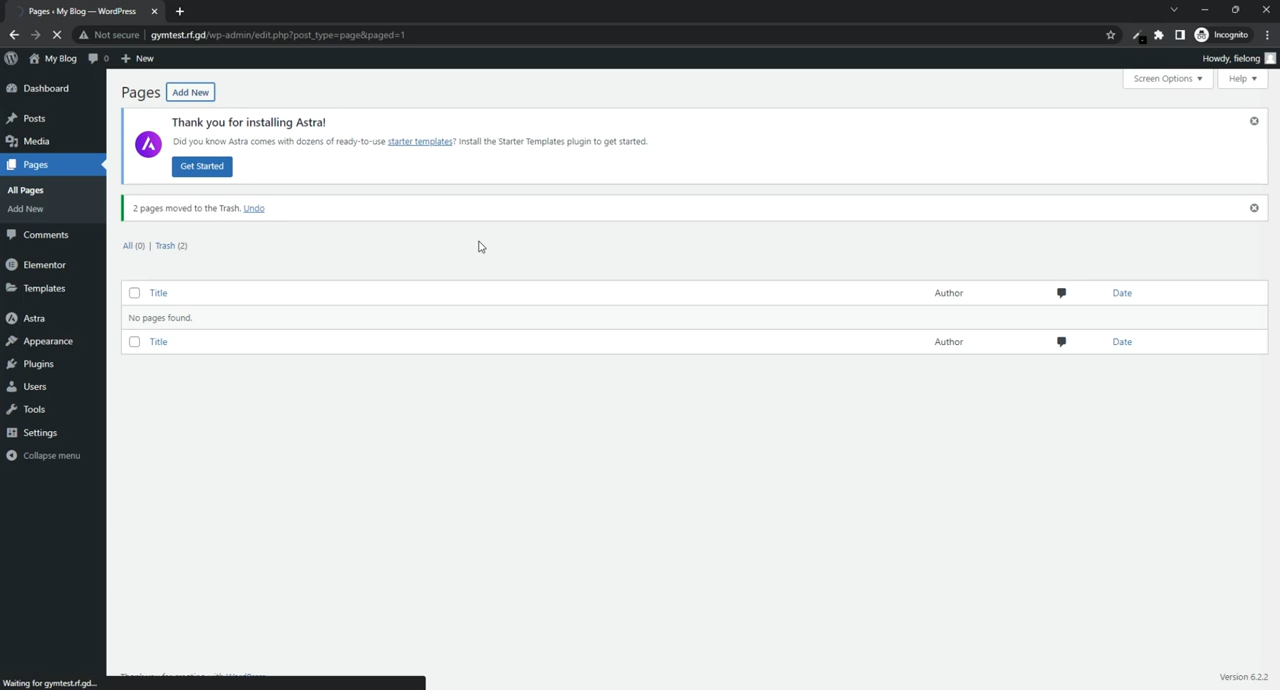 Pages ‹ My Blog — WordPress
Not secure gymtest.rf.gd/wp-admin/edit.php?post_type=page&paged=1
Incognito
My Blog 0 New
Howdy, fielong
Dashboard
Posts
Media
Pages
All Pages
Add New
Comments
Elementor
Templates
Astra
Appearance
Plugins
Users
Tools
Settings
Collapse menu
Screen Options Help
Pages Add New
Thank you for installing Astra!
Did you know Astra comes with dozens of ready-to-use starter templates? Install the Starter Templates plugin to get started.
Get Started
2 pages moved to the Trash. Undo
All (0) | Trash (2)
Title Author Date
No pages found.
Title Author Date
Version 6.2.2
Waiting for gymtest.rf.gd...